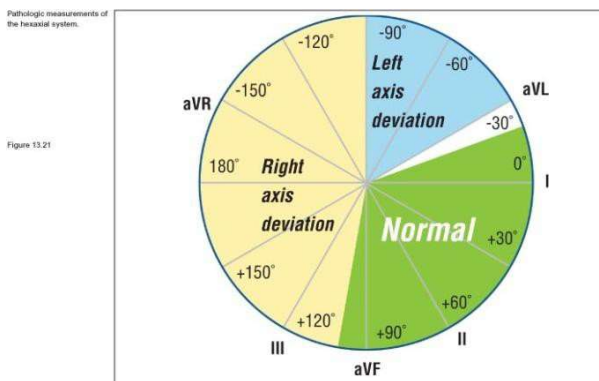 Pathologic measurements of
the hexaxial system.
Figure 13.21
-120°
-90°
-60°
-150°
aVR
Left
axis
deviation
aVL
-30°
180°
Right
axis
deviation
0°
I
Normal
+30°
+150°
+120°
+90°
+60°
III
II
aVF